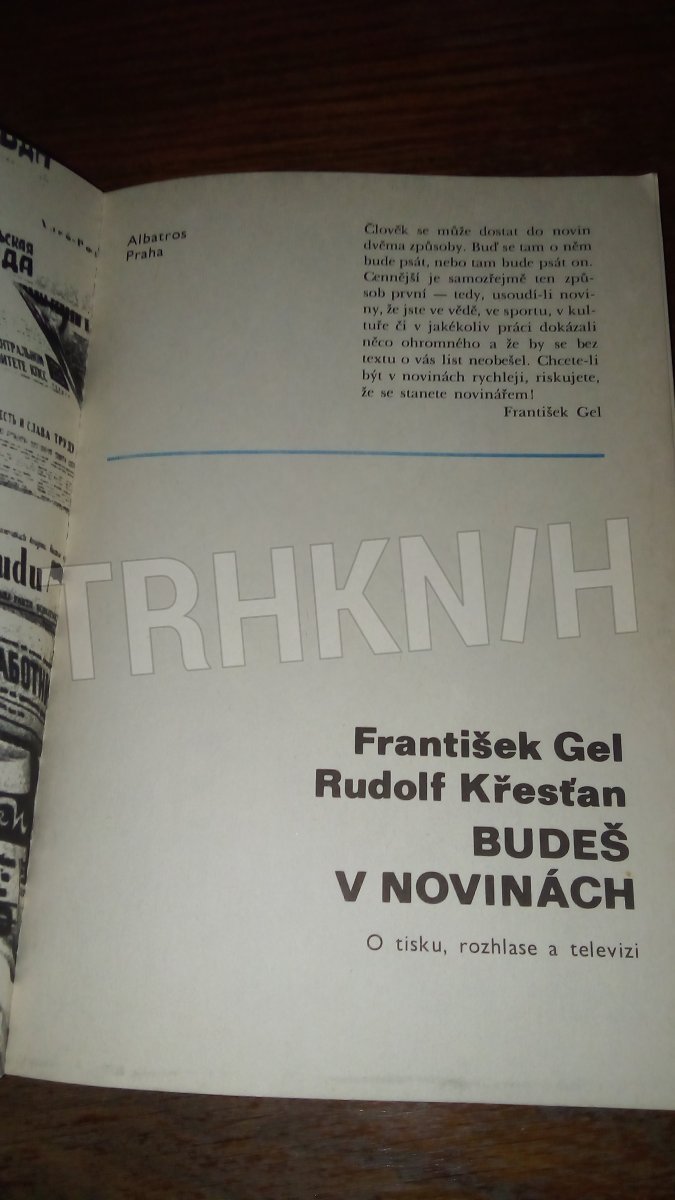 Albatros
Praha
Člověk se může dostat do novin
dvěma způsoby. Buď se tam o něm
bude psát, nebo tam bude psát on.
Cennější je samozřejmě ten způ-
sob první — tedy, usoudí-li novi-
ny, že jste ve vědě, ve sportu, v kul-
tuře či v jakékoliv práci dokázali
něco ohromného a že by se bez
textu o vás list neobešel. Chcete-li
být v novinách rychleji, riskujete,
že se stanete novinářem!
František Gel
TRHKNIH
František Gel
Rudolf Křesťan
BUDEŠ
V NOVINÁCH
O tisku, rozhlase a televizi
ЕСТЬ И СЛАВА ТРУДУ
udu